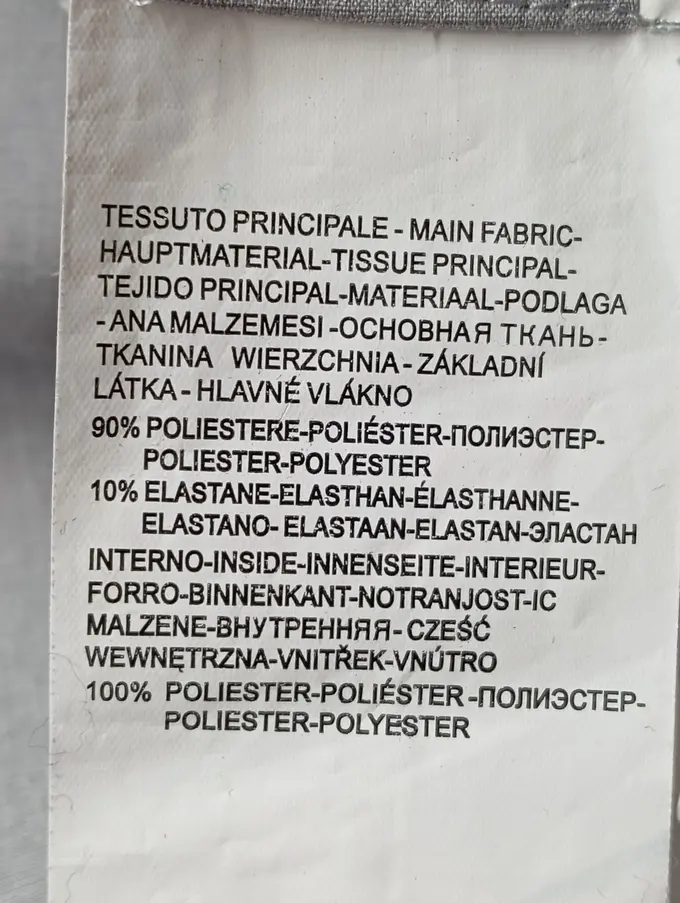 TESSUTO PRINCIPALE - MAIN FABRIC-
HAUPTMATERIAL-TISSUE PRINCIPAL-
TEJIDO PRINCIPAL-MATERIAAL-PODLAGA
-ANA MALZEMESI-ОСНОВНАЯ ТКАНЬ-
TKANINA WIERZCHNIA-ZÁKLADNÍ
LÁTKA-HLAVNÉ VLÁKNO
90% POLIESTERE-POLIÉSTER-ПОЛИЭСТЕР-
POLIESTER-POLYESTER
10% ELASTANE-ELASTHAN-ÉLASTHANNE-
ELASTANO- ELASTAAN-ELASTAN-ЭЛАСТАН
INTERNO-INSIDE-INNENSEITE-INTERIEUR-
FORRO-BINNENKANT-NOTRANJOST-IC
MALZENE-ВНУТРЕННЯЯ-CZEŚĆ
WEWNĘTRZNA-VNITŘEK-VNÚTRO
100% POLIESTER-POLIÉSTER-ПОЛИЭСТЕР-
POLIESTER-POLYESTER